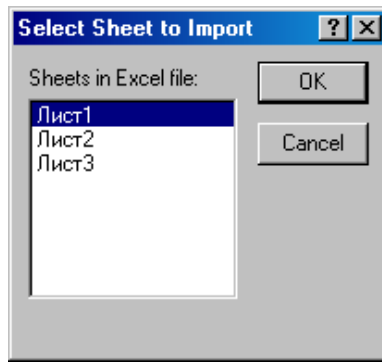 Select Sheet to Import
Sheets in Excel file:
OK
Лист1
Лист2
Cancel
Лист3